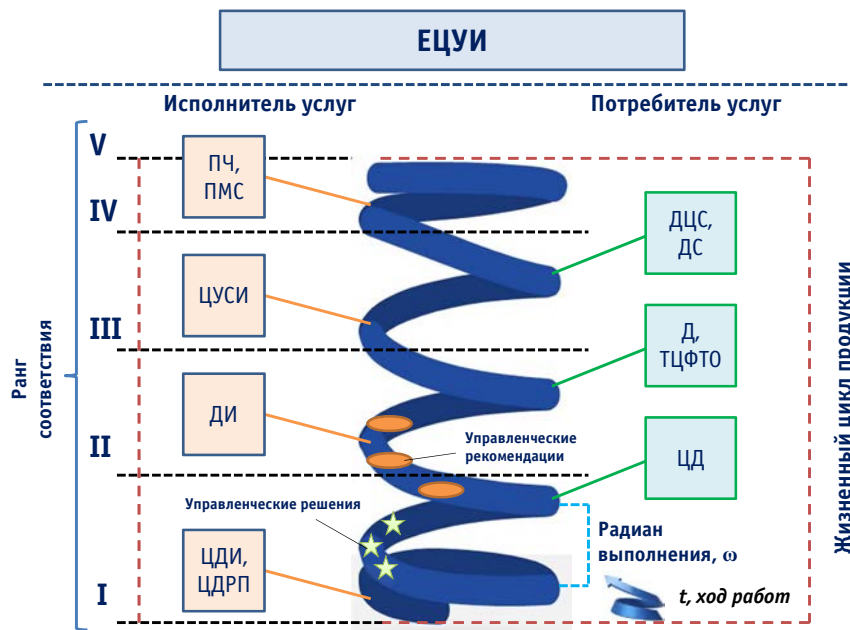 ЕЦУИ
Исполнитель услуг
Потребитель услуг
V
ПЧ,
ПМС
IV
ДЦС,
ДС
ЦУСИ
III
Д,
ТЦФТО
Ранг
соответствия
ДИ
Управленческие
рекомендации
II
ЦД
Управленческие решения
Радиан
выполнения, ω
ЦДИ,
ЦДРП
I
t, ход работ
Жизненный цикл продукции